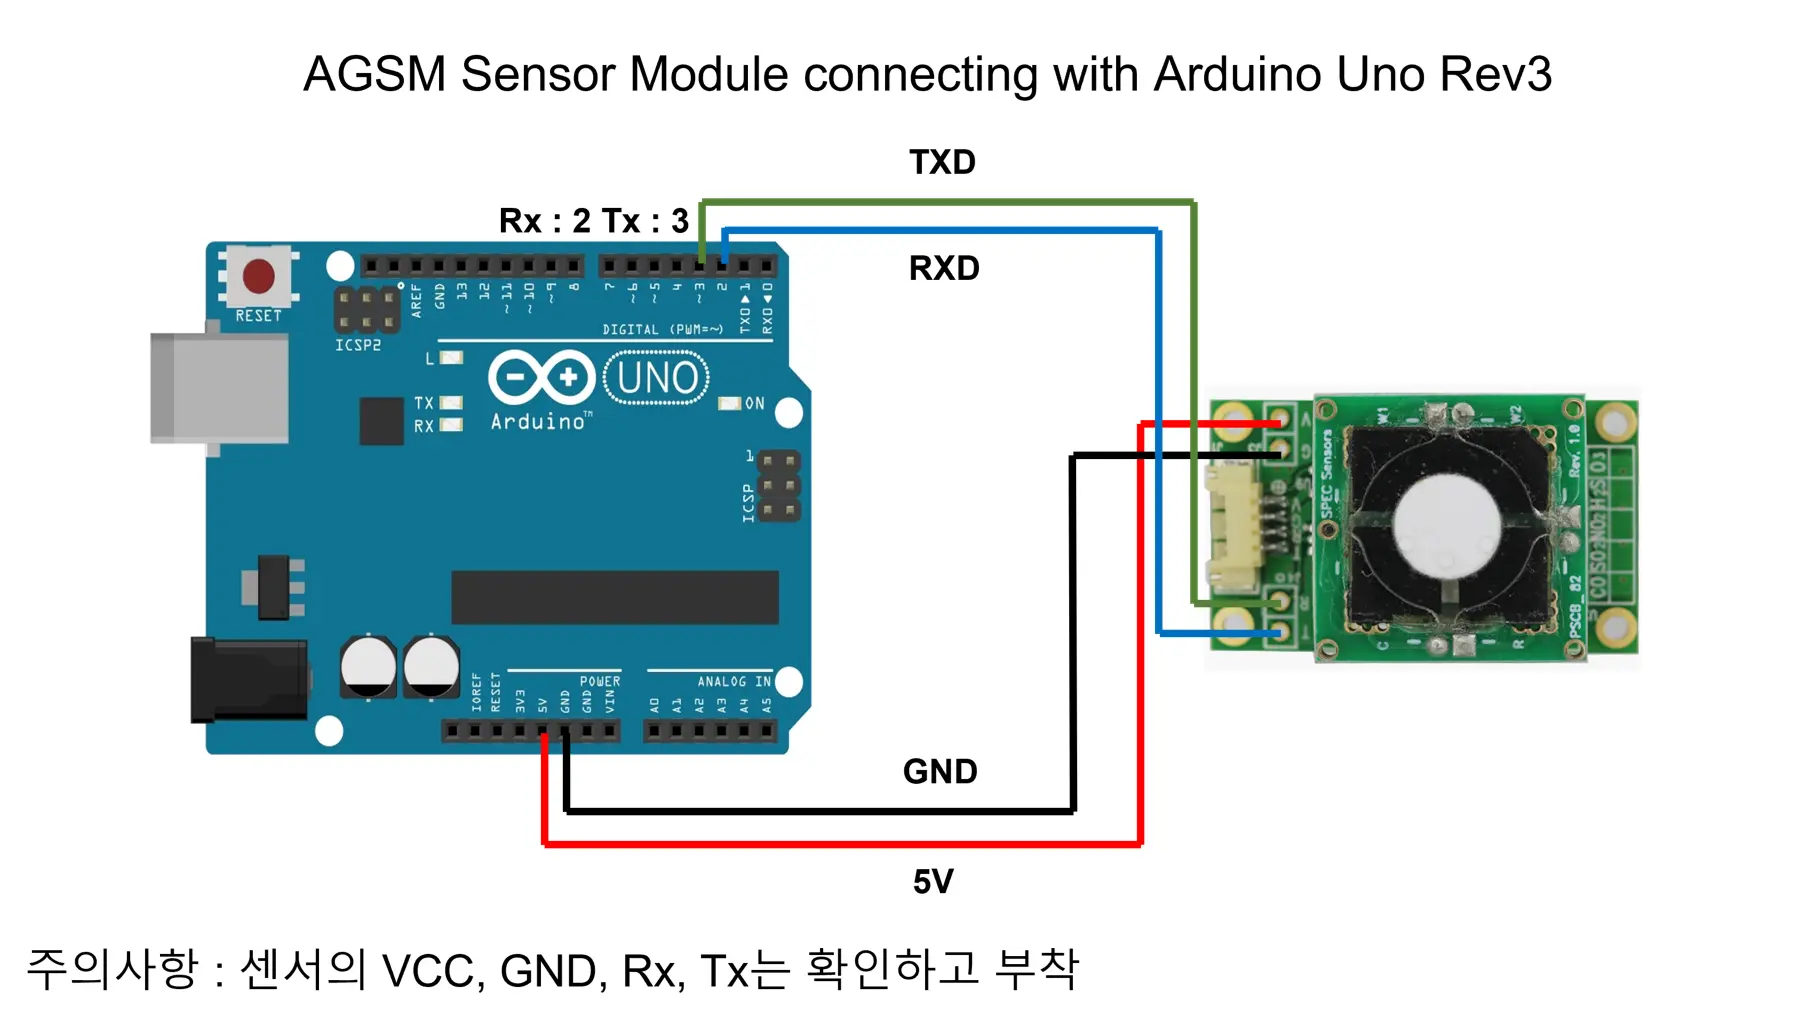 AGSM Sensor Module connecting with Arduino Uno Rev3
TXD
Rx : 2 Tx : 3
RXD
RESET
ICSP2
AREF
GND
13
12
~11
~10
~9
8
7
~6
~5
4
~3
2
TX0▶1
RX0◀0
DIGITAL (PWM=~)
L
TX
RX
Arduino™
UNO
ON
1
ICSP
POWER
ANALOG IN
IOREF
RESET
3V3
5V
GND
GND
VIN
A0
A1
A2
A3
A4
A5
SPEC Sensors
W1
W2
Rev. 1.0
PSCB_82
C
R
CO SO2 NO2 H2S O3
GND
5V
주의사항 : 센서의 VCC, GND, Rx, Tx는 확인하고 부착